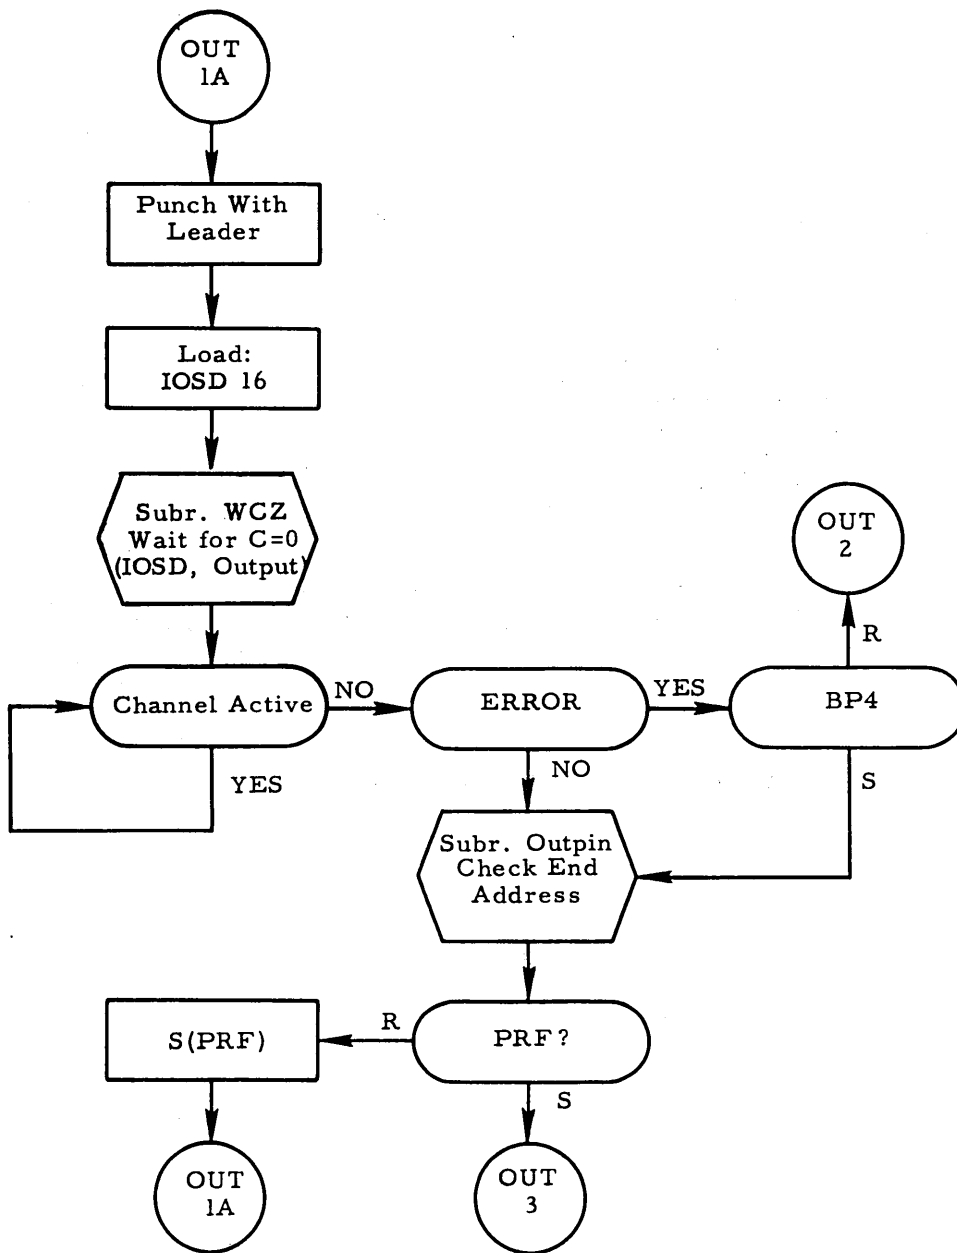 OUT
1A
Punch With
Leader
Load:
IOSD 16
Subr. WCZ
Wait for C=0
(IOSD, Output)
OUT
2
R
Channel Active
NO
ERROR
YES
BP4
YES
NO
S
Subr. Outpin
Check End
Address
S(PRF)
R
PRF?
S
OUT
1A
OUT
3